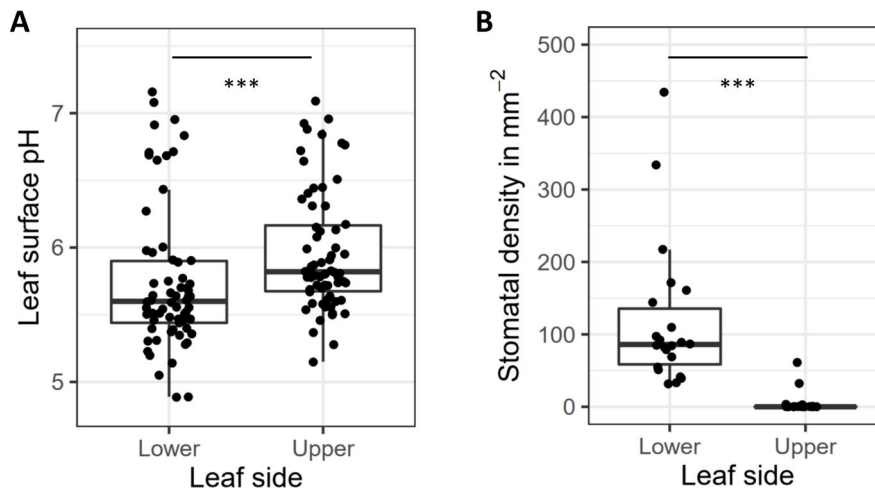 A
Leaf surface pH
7
6
5
***
Lower Upper
Leaf side
B
Stomatal density in mm⁻²
500
400
300
200
100
0
***
Lower Upper
Leaf side